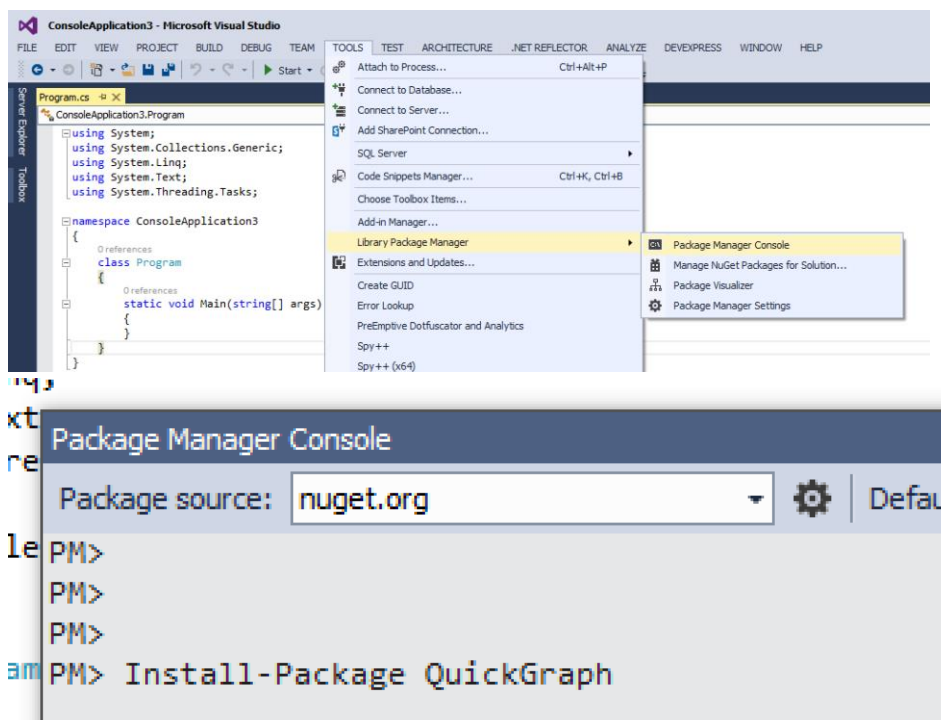 ConsoleApplication3 - Microsoft Visual Studio
FILE EDIT VIEW PROJECT BUILD DEBUG TEAM TOOLS TEST ARCHITECTURE .NET REFLECTOR ANALYZE DEVEXPRESS WINDOW HELP
Start
Attach to Process... Ctrl+Alt+P
Connect to Database...
Connect to Server...
Add SharePoint Connection...
SQL Server
Code Snippets Manager... Ctrl+K, Ctrl+B
Choose Toolbox Items...
Add-in Manager...
Library Package Manager
Extensions and Updates...
Create GUID
Error Lookup
PreEmptive Dotfuscator and Analytics
Spy++
Spy++ (x64)
Package Manager Console
Manage NuGet Packages for Solution...
Package Visualizer
Package Manager Settings
Server Explorer
Toolbox
Program.cs
ConsoleApplication3.Program
using System;
using System.Collections.Generic;
using System.Linq;
using System.Text;
using System.Threading.Tasks;
namespace ConsoleApplication3
{
0 references
class Program
{
0 references
static void Main(string[] args)
{
}
}
}
xt
re
le
am
Package Manager Console
Package source: nuget.org Defau
PM>
PM>
PM>
PM> Install-Package QuickGraph